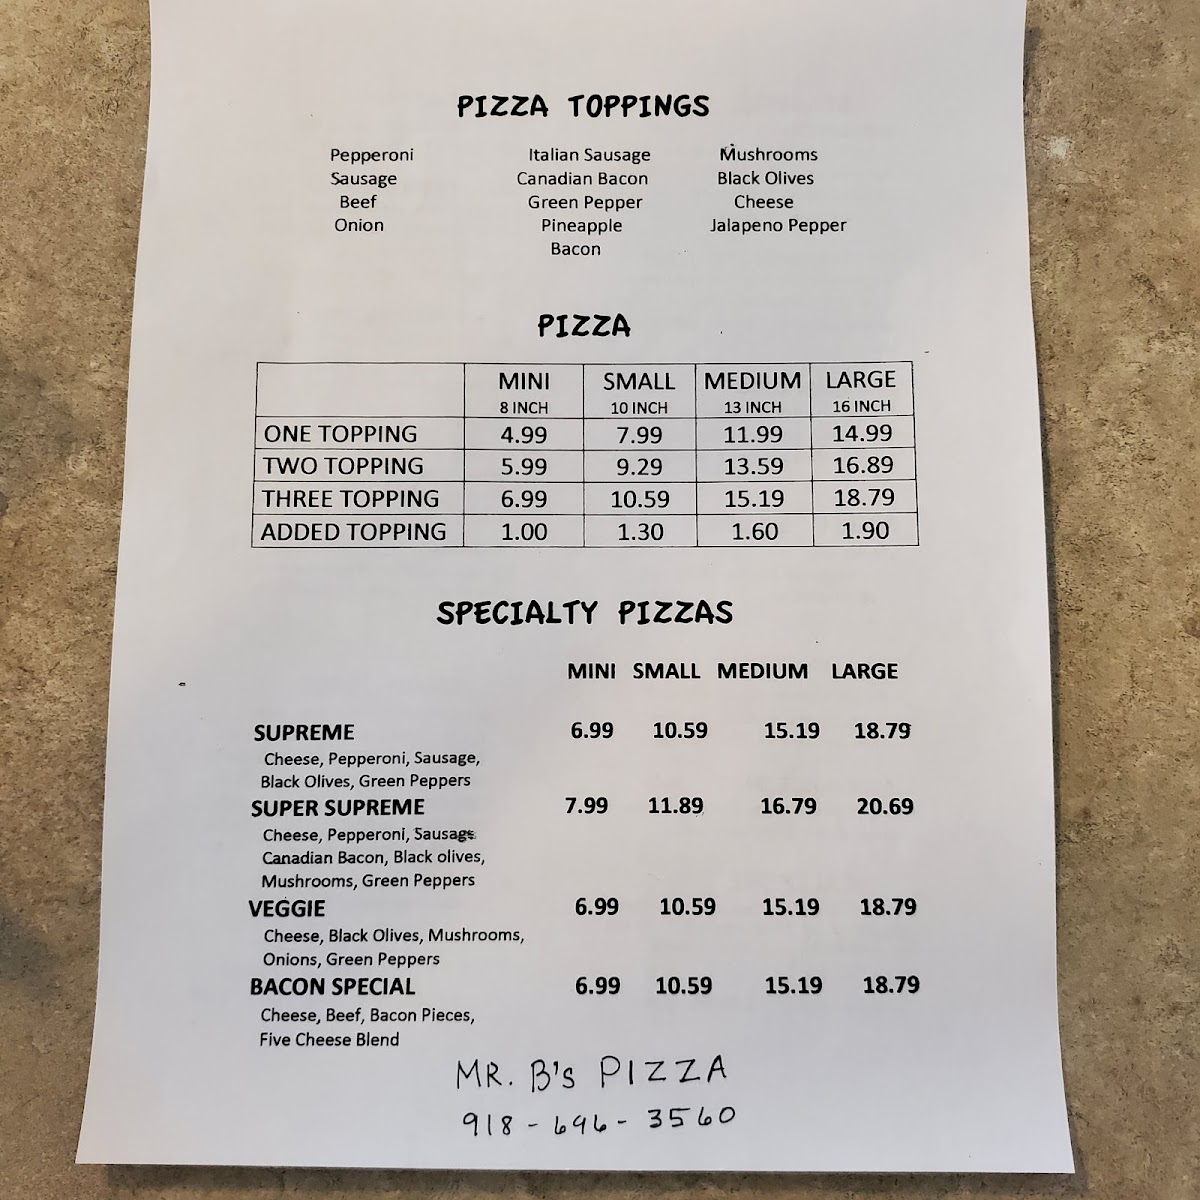 PIZZA TOPPINGS
Pepperoni Italian Sausage Mushrooms
Sausage Canadian Bacon Black Olives
Beef Green Pepper Cheese
Onion Pineapple Jalapeno Pepper
Bacon
PIZZA
MINI SMALL MEDIUM LARGE
8 INCH 10 INCH 13 INCH 16 INCH
ONE TOPPING 4.99 7.99 11.99 14.99
TWO TOPPING 5.99 9.29 13.59 16.89
THREE TOPPING 6.99 10.59 15.19 18.79
ADDED TOPPING 1.00 1.30 1.60 1.90
SPECIALTY PIZZAS
MINI SMALL MEDIUM LARGE
SUPREME 6.99 10.59 15.19 18.79
Cheese, Pepperoni, Sausage,
Black Olives, Green Peppers
SUPER SUPREME 7.99 11.89 16.79 20.69
Cheese, Pepperoni, Sausage
Canadian Bacon, Black olives,
Mushrooms, Green Peppers
VEGGIE 6.99 10.59 15.19 18.79
Cheese, Black Olives, Mushrooms,
Onions, Green Peppers
BACON SPECIAL 6.99 10.59 15.19 18.79
Cheese, Beef, Bacon Pieces,
Five Cheese Blend
MR. B's PIZZA
918-696-3560